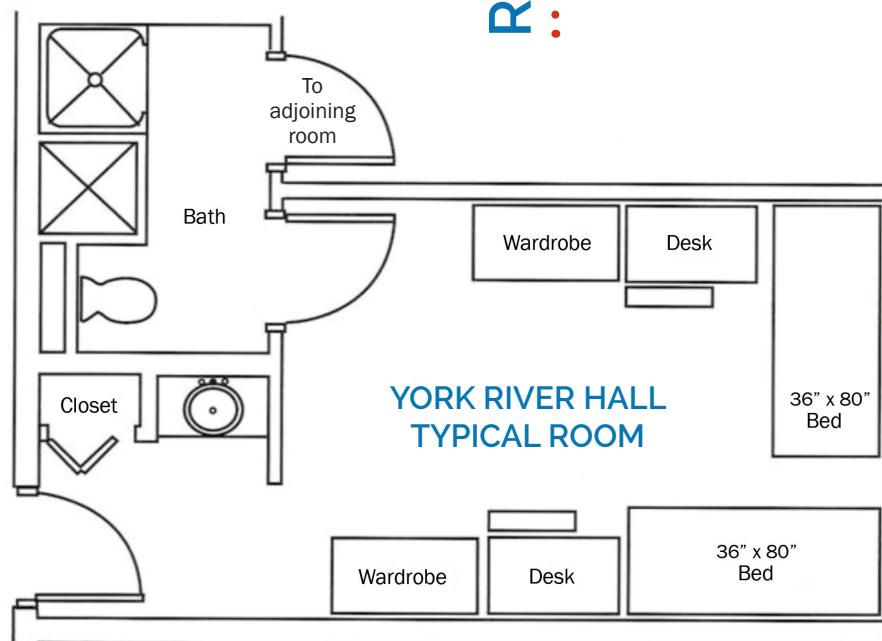 R
:
To
adjoining
room
Bath
Wardrobe
Desk
36” x 80”
Bed
Closet
YORK RIVER HALL
TYPICAL ROOM
36” x 80”
Bed
Wardrobe
Desk